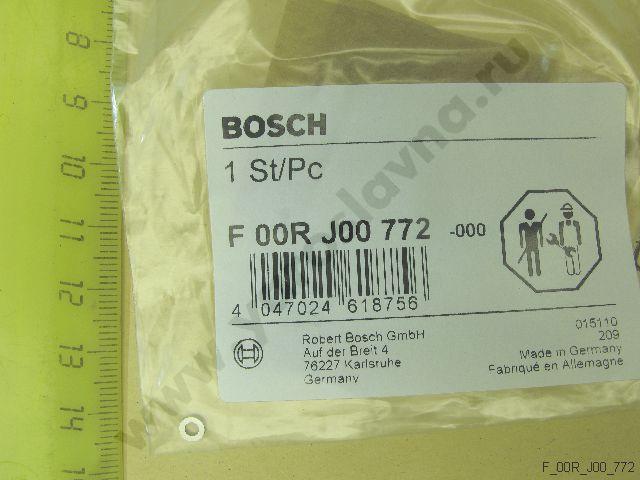 BOSCH
1 St/Pc
F 00R J00 772 -000
4 047024 618756
Robert Bosch GmbH
Auf der Breit 4
76227 Karlsruhe
Germany
015110
209
Made in Germany
Fabriqué en Allemagne
8
9
10
11
12
13
14
F_00R_J00_772